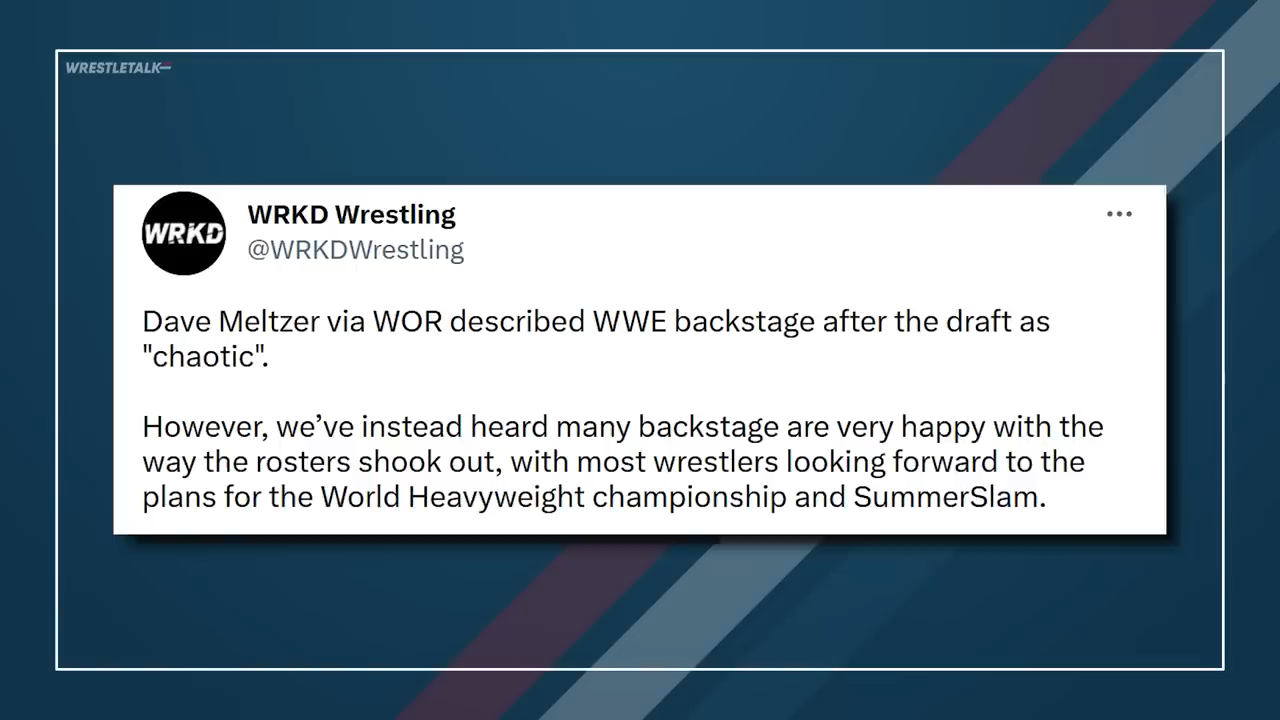 WRESTLETALK
WRKD
WRKD Wrestling
@WRKDWrestling
Dave Meltzer via WOR described WWE backstage after the draft as
"chaotic".
However, we’ve instead heard many backstage are very happy with the
way the rosters shook out, with most wrestlers looking forward to the
plans for the World Heavyweight championship and SummerSlam.